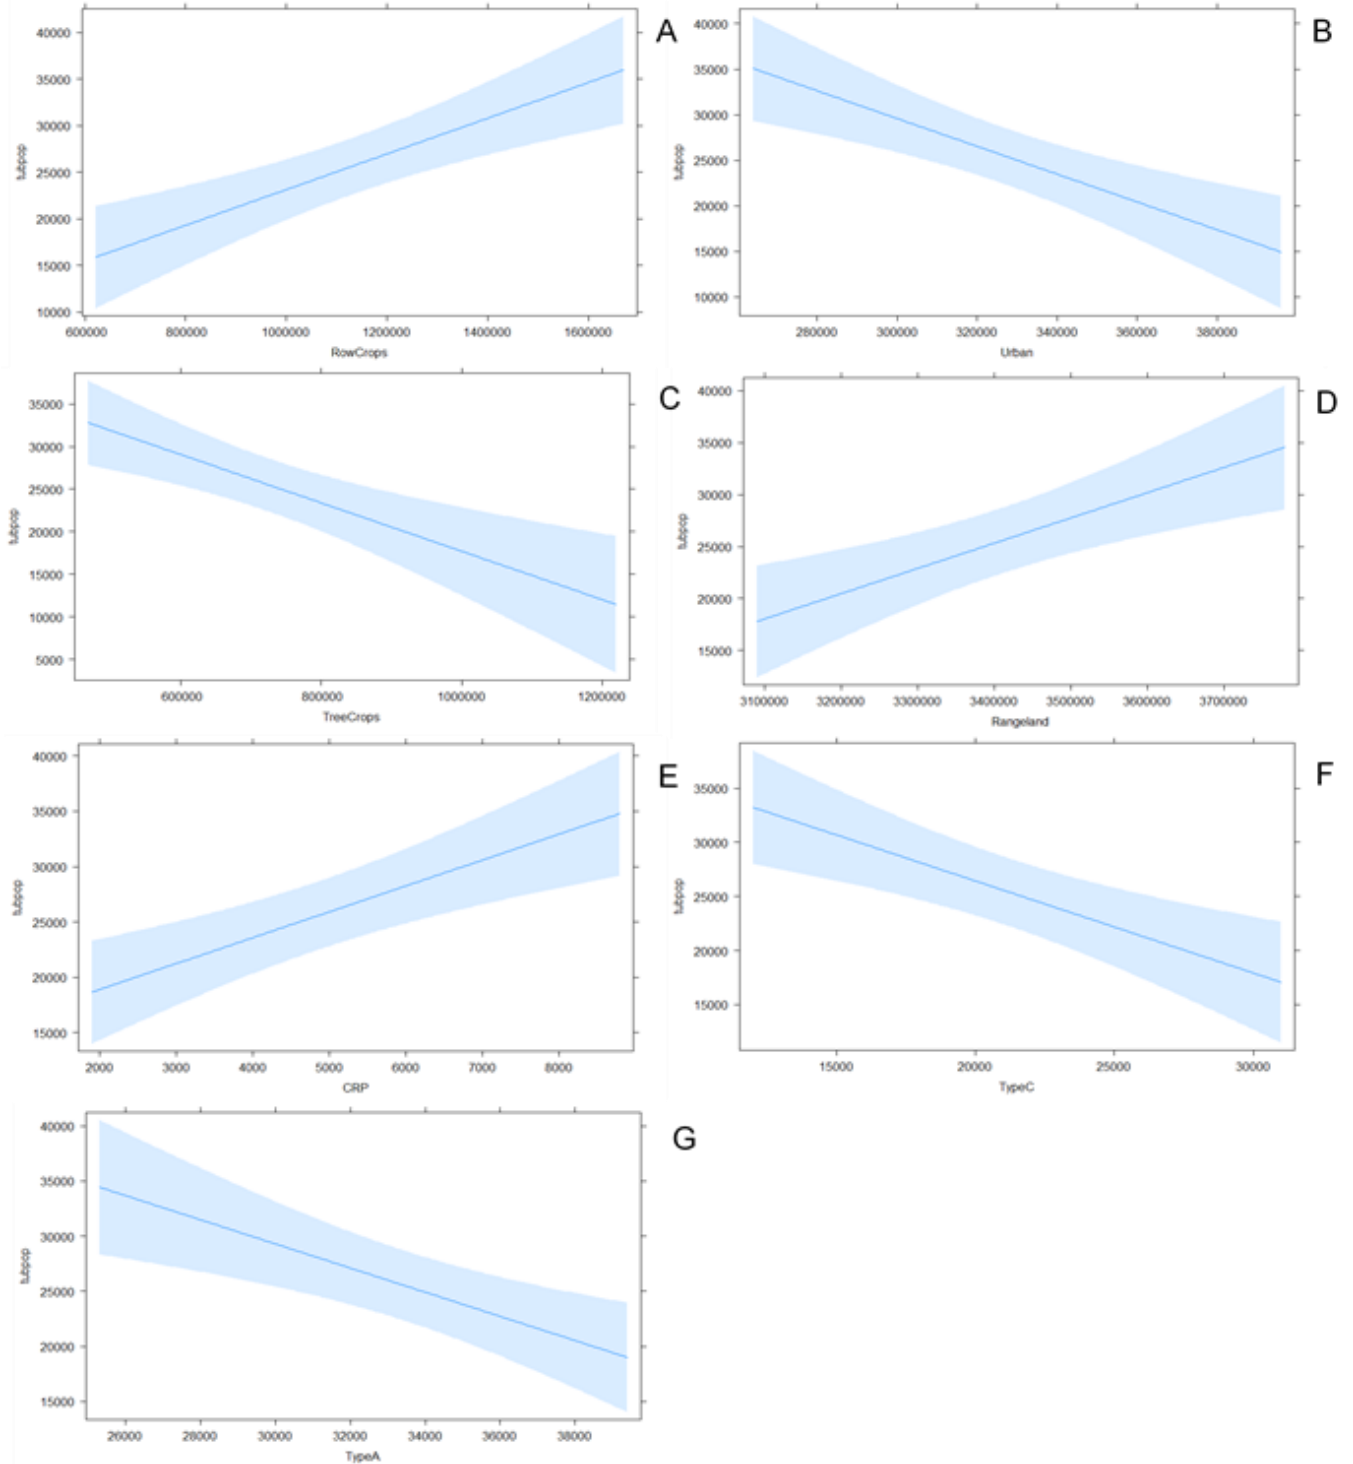 40000
35000
30000
25000
20000
15000
10000
tubpop
600000 800000 1000000 1200000 1400000 1600000
RowCrops
A
40000
35000
30000
25000
20000
15000
10000
tubpop
280000 300000 320000 340000 360000 380000
Urban
B
35000
30000
25000
20000
15000
10000
5000
tubpop
600000 800000 1000000 1200000
TreeCrops
C
40000
35000
30000
25000
20000
15000
tubpop
3100000 3200000 3300000 3400000 3500000 3600000 3700000
Rangeland
D
40000
35000
30000
25000
20000
15000
tubpop
2000 3000 4000 5000 6000 7000 8000
CRP
E
35000
30000
25000
20000
15000
tubpop
15000 20000 25000 30000
TypeC
F
40000
35000
30000
25000
20000
15000
tubpop
26000 28000 30000 32000 34000 36000 38000
TypeA
G